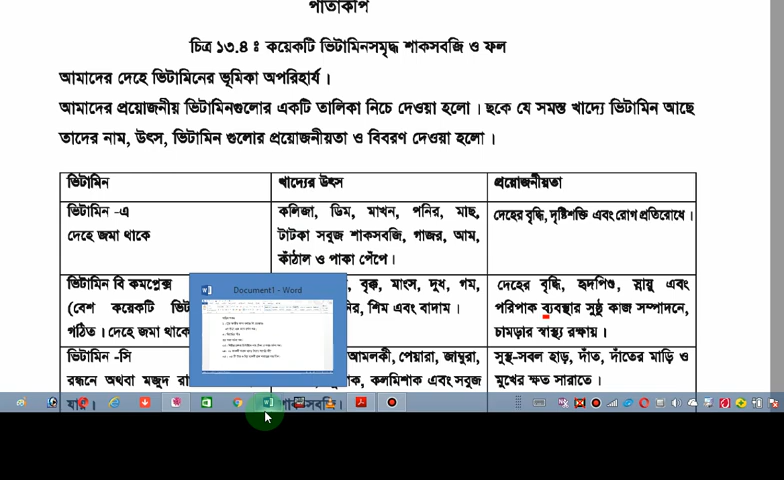 পাতাকপি
চিত্র ১৩.৪ : কয়েকটি ভিটামিনসমৃদ্ধ শাকসবজি ও ফল
আমাদের দেহে ভিটামিনের ভূমিকা অপরিহার্য ।
আমাদের প্রয়োজনীয় ভিটামিনগুলোর একটি তালিকা নিচে দেওয়া হলো । ছকে যে সমস্ত খাদ্যে ভিটামিন আছে
তাদের নাম, উৎস, ভিটামিন গুলোর প্রয়োজনীয়তা ও বিবরণ দেওয়া হলো ।
ভিটামিন
খাদ্যের উৎস
প্রয়োজনীয়তা
ভিটামিন -এ
দেহে জমা থাকে
কলিজা, ডিম, মাখন, পনির, মাছ,
টাটকা সবুজ শাকসবজি, গাজর, আম,
কাঁঠাল ও পাকা পেঁপে।
দেহের বৃদ্ধি, দৃষ্টিশক্তি এবং রোগ প্রতিরোধে ।
ভিটামিন বি কমপ্লেক্স
(বেশ কয়েকটি ভিট
গঠিত । দেহে জমা থাকে
বৃক্ক, মাংস, দুধ, গম,
শিম এবং বাদাম ।
দেহের বৃদ্ধি, হৃদপিণ্ড, স্নায়ু এবং
পরিপাক ব্যবস্থার সুষ্ঠু কাজ সম্পাদনে,
চামড়ার স্বাস্থ্য রক্ষায় ।
ভিটামিন -সি
রন্ধনে অথবা মজুদ রা
যায় ।
আমলকী, পেয়ারা, জাম্বুরা,
কলমিশাক এবং সবুজ
শাকসবজি ।
সুস্থ-সবল হাড়, দাঁত, দাঁতের মাড়ি ও
মুখের ক্ষত সারাতে ।
Document1 - Word